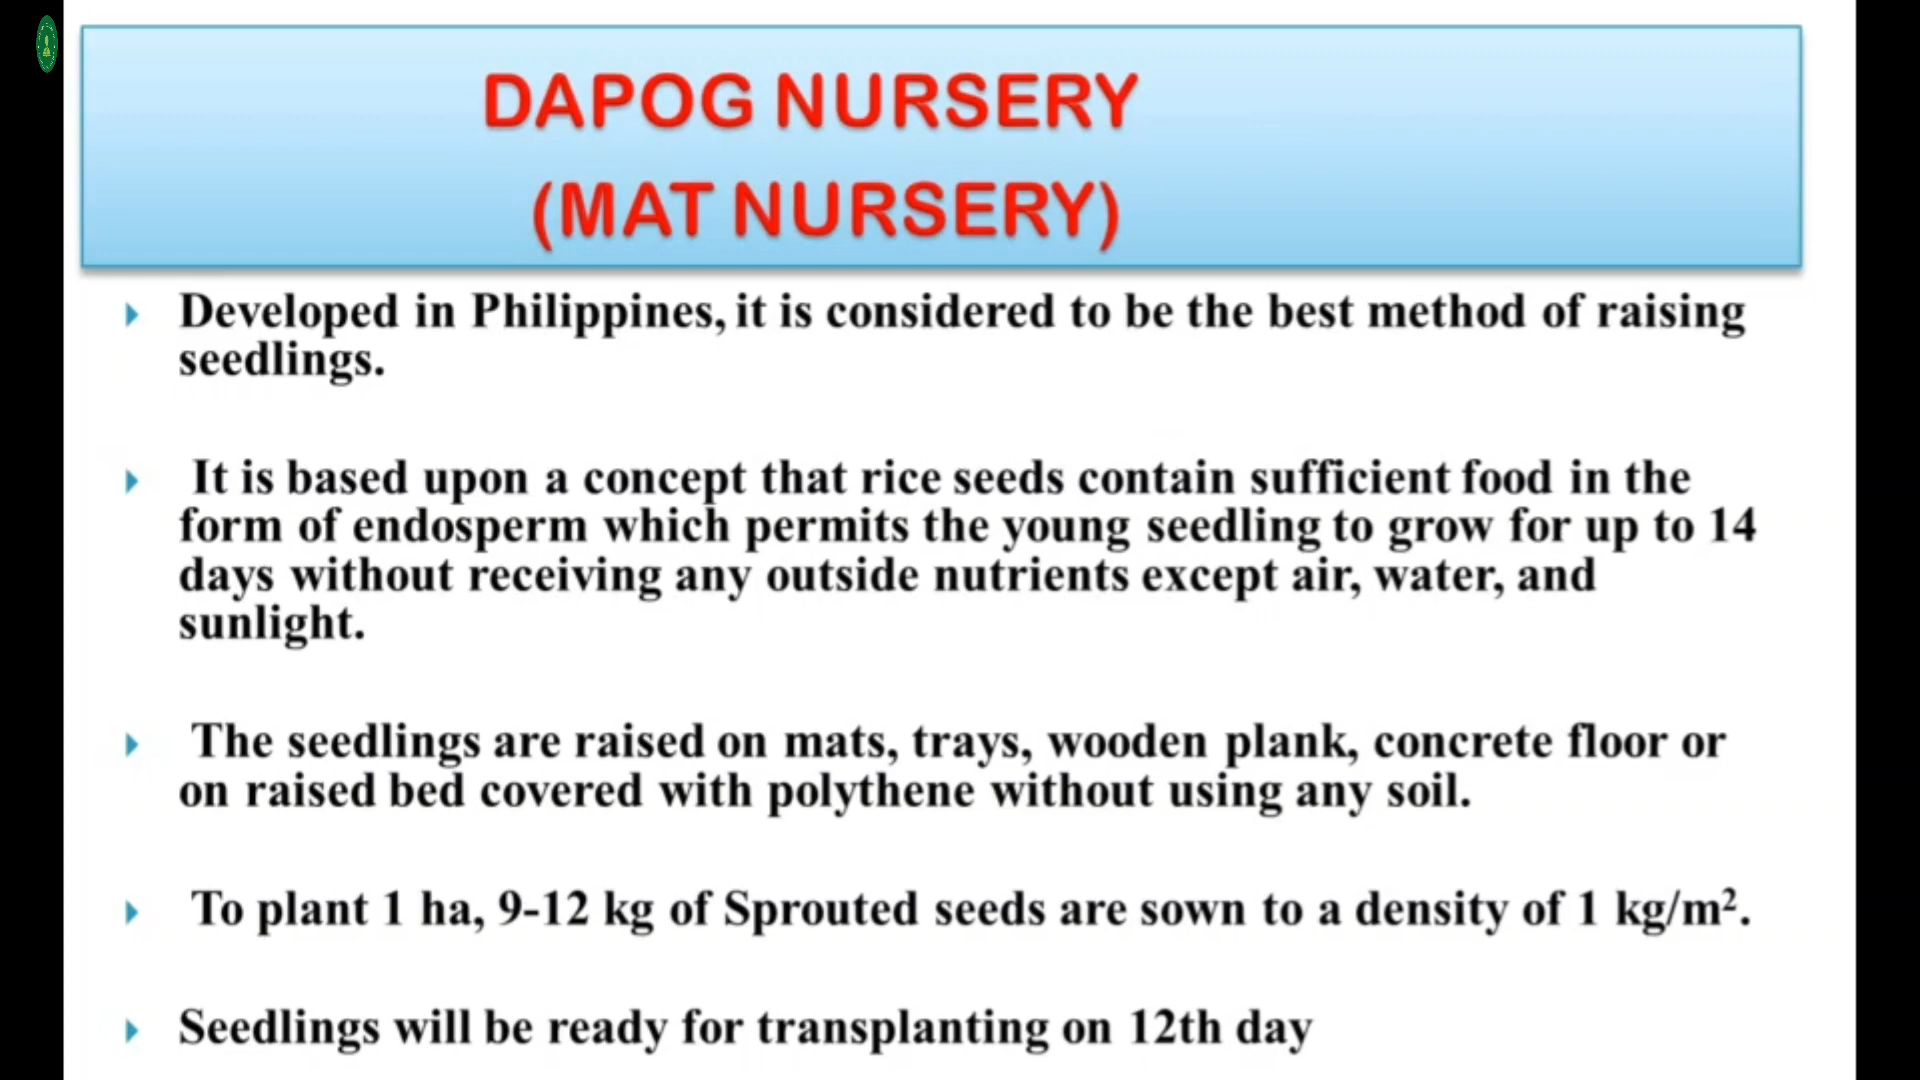 DAPOG NURSERY
(MAT NURSERY)
Developed in Philippines, it is considered to be the best method of raising
seedlings.
It is based upon a concept that rice seeds contain sufficient food in the
form of endosperm which permits the young seedling to grow for up to 14
days without receiving any outside nutrients except air, water, and
sunlight.
The seedlings are raised on mats, trays, wooden plank, concrete floor or
on raised bed covered with polythene without using any soil.
To plant 1 ha, 9-12 kg of Sprouted seeds are sown to a density of 1 kg/m².
Seedlings will be ready for transplanting on 12th day